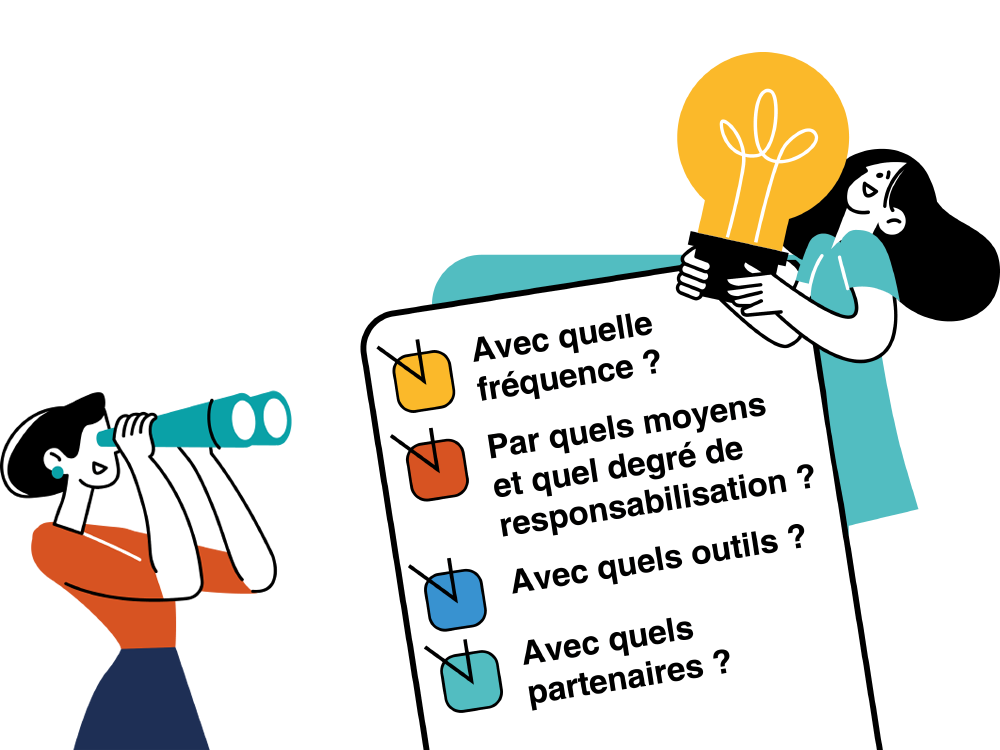 Avec quelle
fréquence ?
Par quels moyens
et quel degré de
responsabilisation ?
Avec quels outils ?
Avec quels
partenaires ?